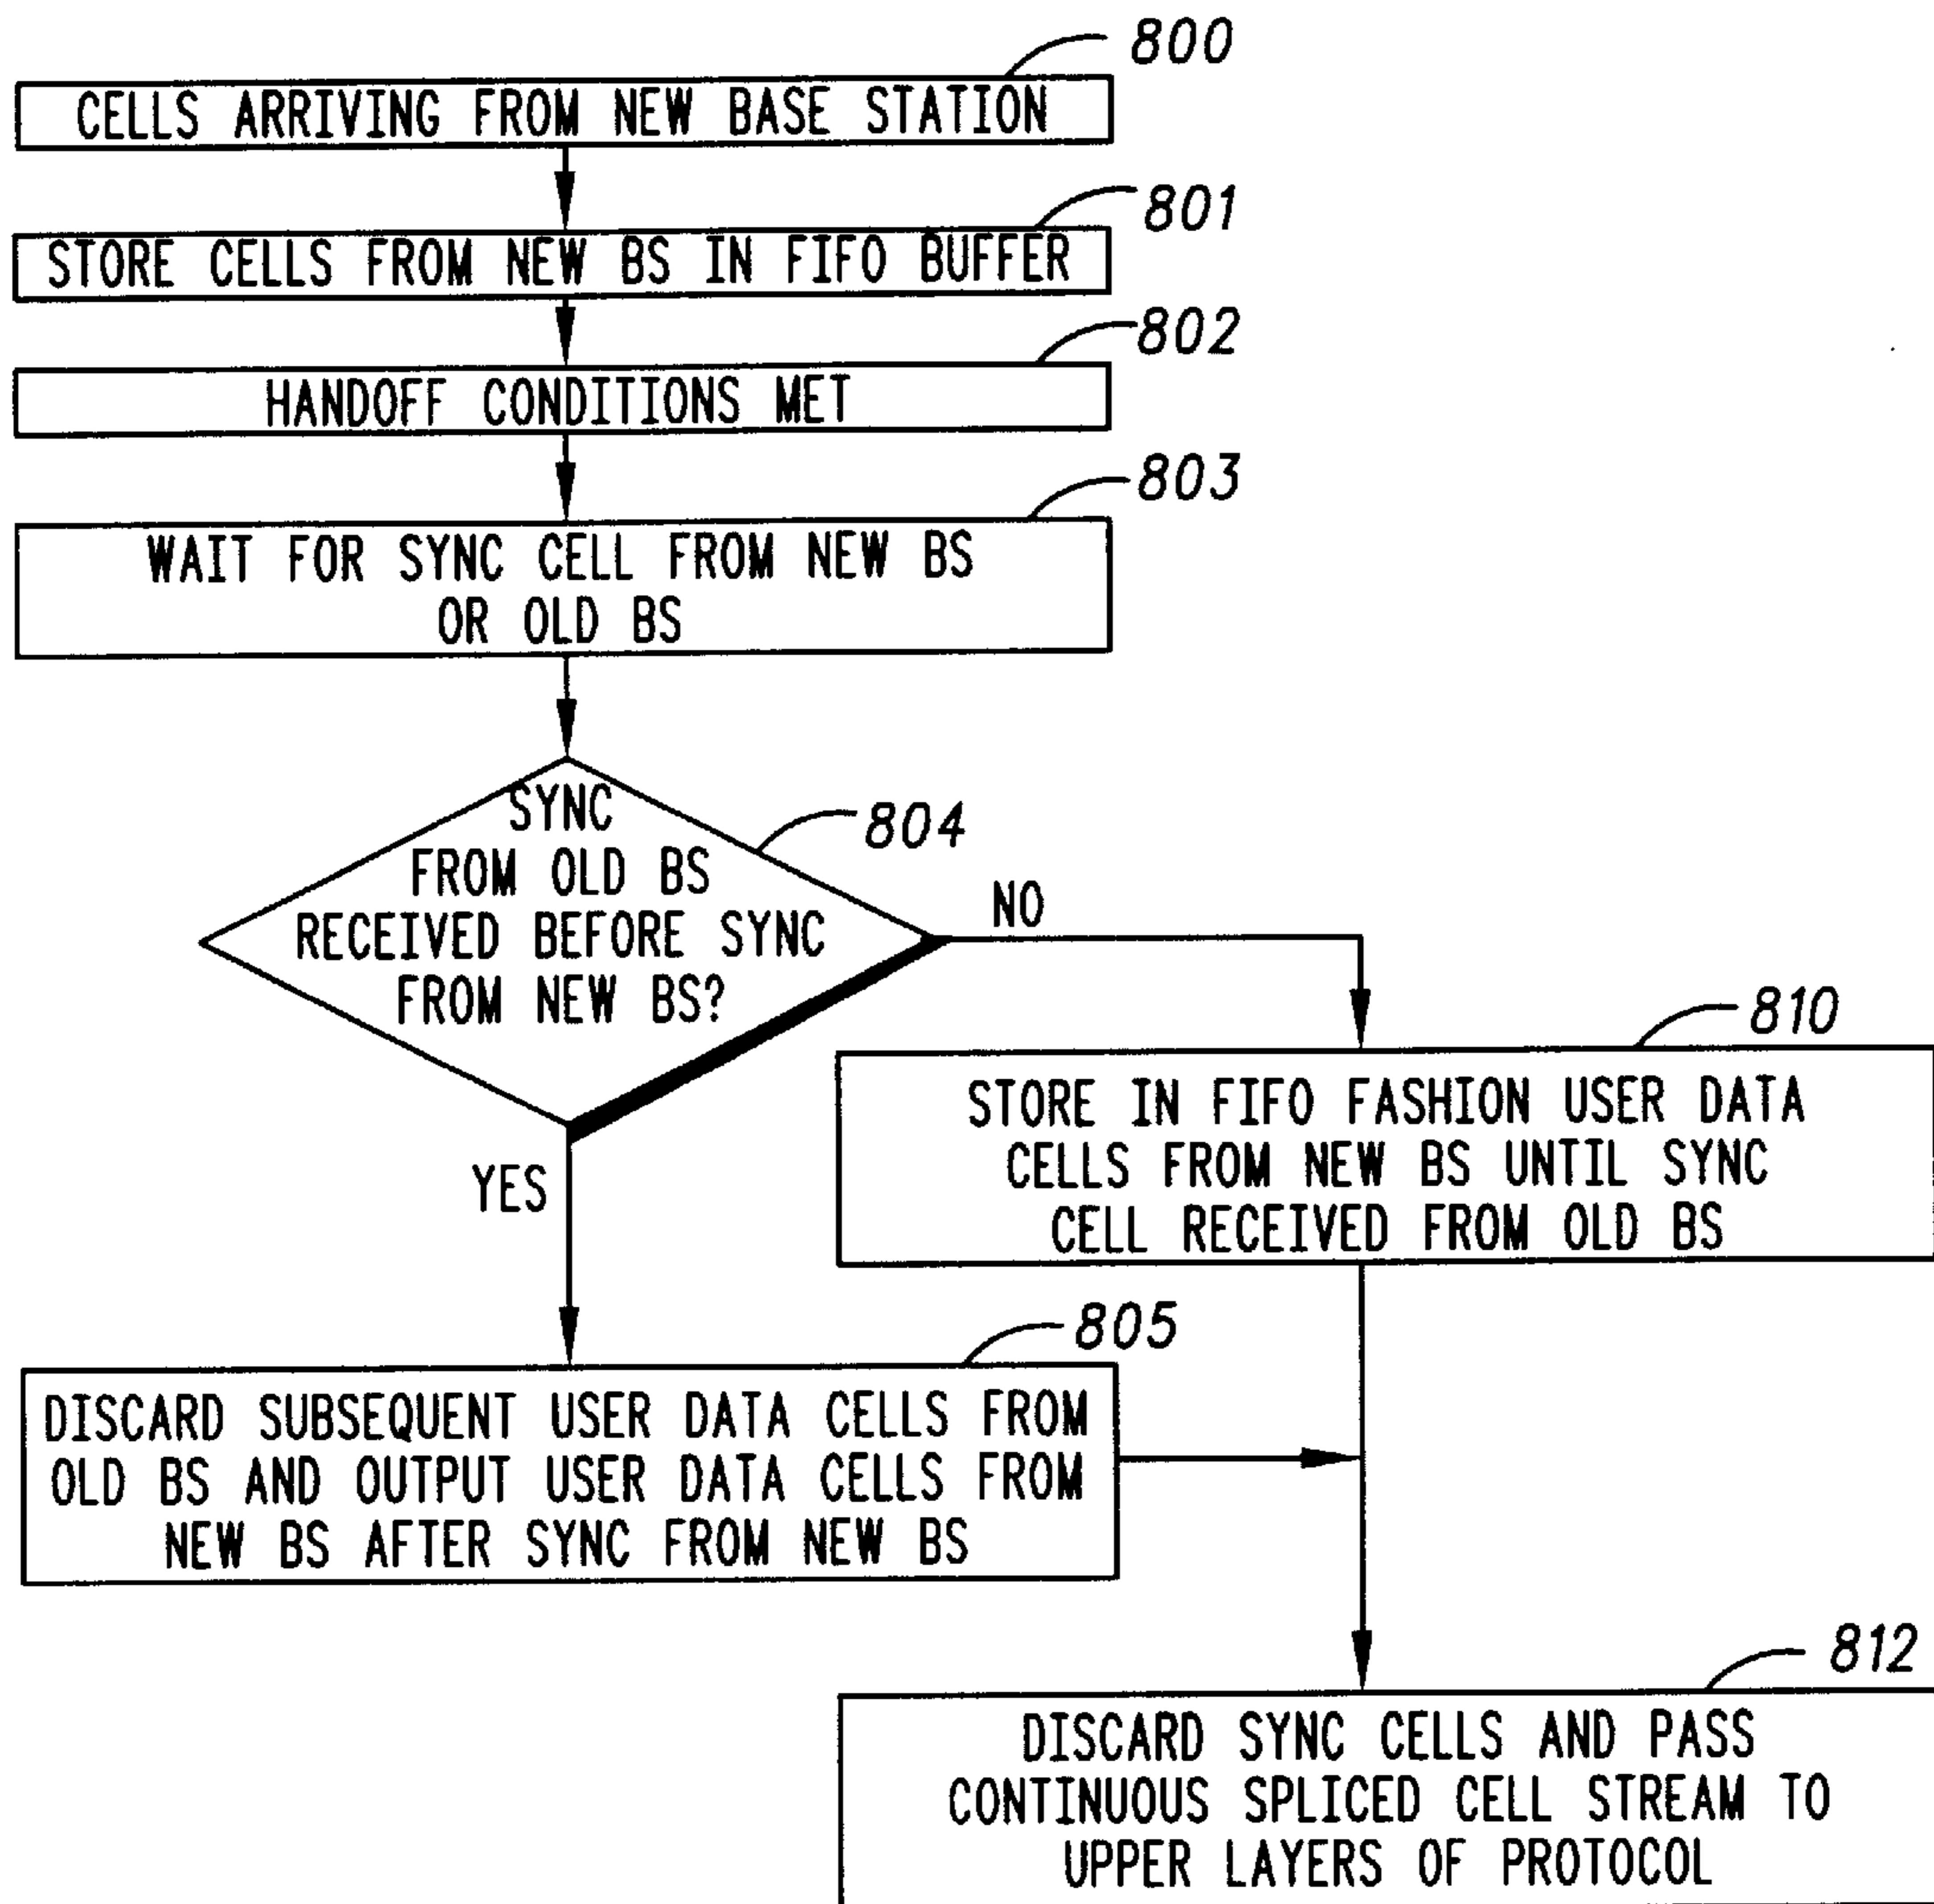 800
CELLS ARRIVING FROM NEW BASE STATION
801
STORE CELLS FROM NEW BS IN FIFO BUFFER
802
HANDOFF CONDITIONS MET
803
WAIT FOR SYNC CELL FROM NEW BS
OR OLD BS
804
SYNC
FROM OLD BS
RECEIVED BEFORE SYNC
FROM NEW BS?
NO
YES
810
STORE IN FIFO FASHION USER DATA
CELLS FROM NEW BS UNTIL SYNC
CELL RECEIVED FROM OLD BS
805
DISCARD SUBSEQUENT USER DATA CELLS FROM
OLD BS AND OUTPUT USER DATA CELLS FROM
NEW BS AFTER SYNC FROM NEW BS
812
DISCARD SYNC CELLS AND PASS
CONTINUOUS SPLICED CELL STREAM TO
UPPER LAYERS OF PROTOCOL